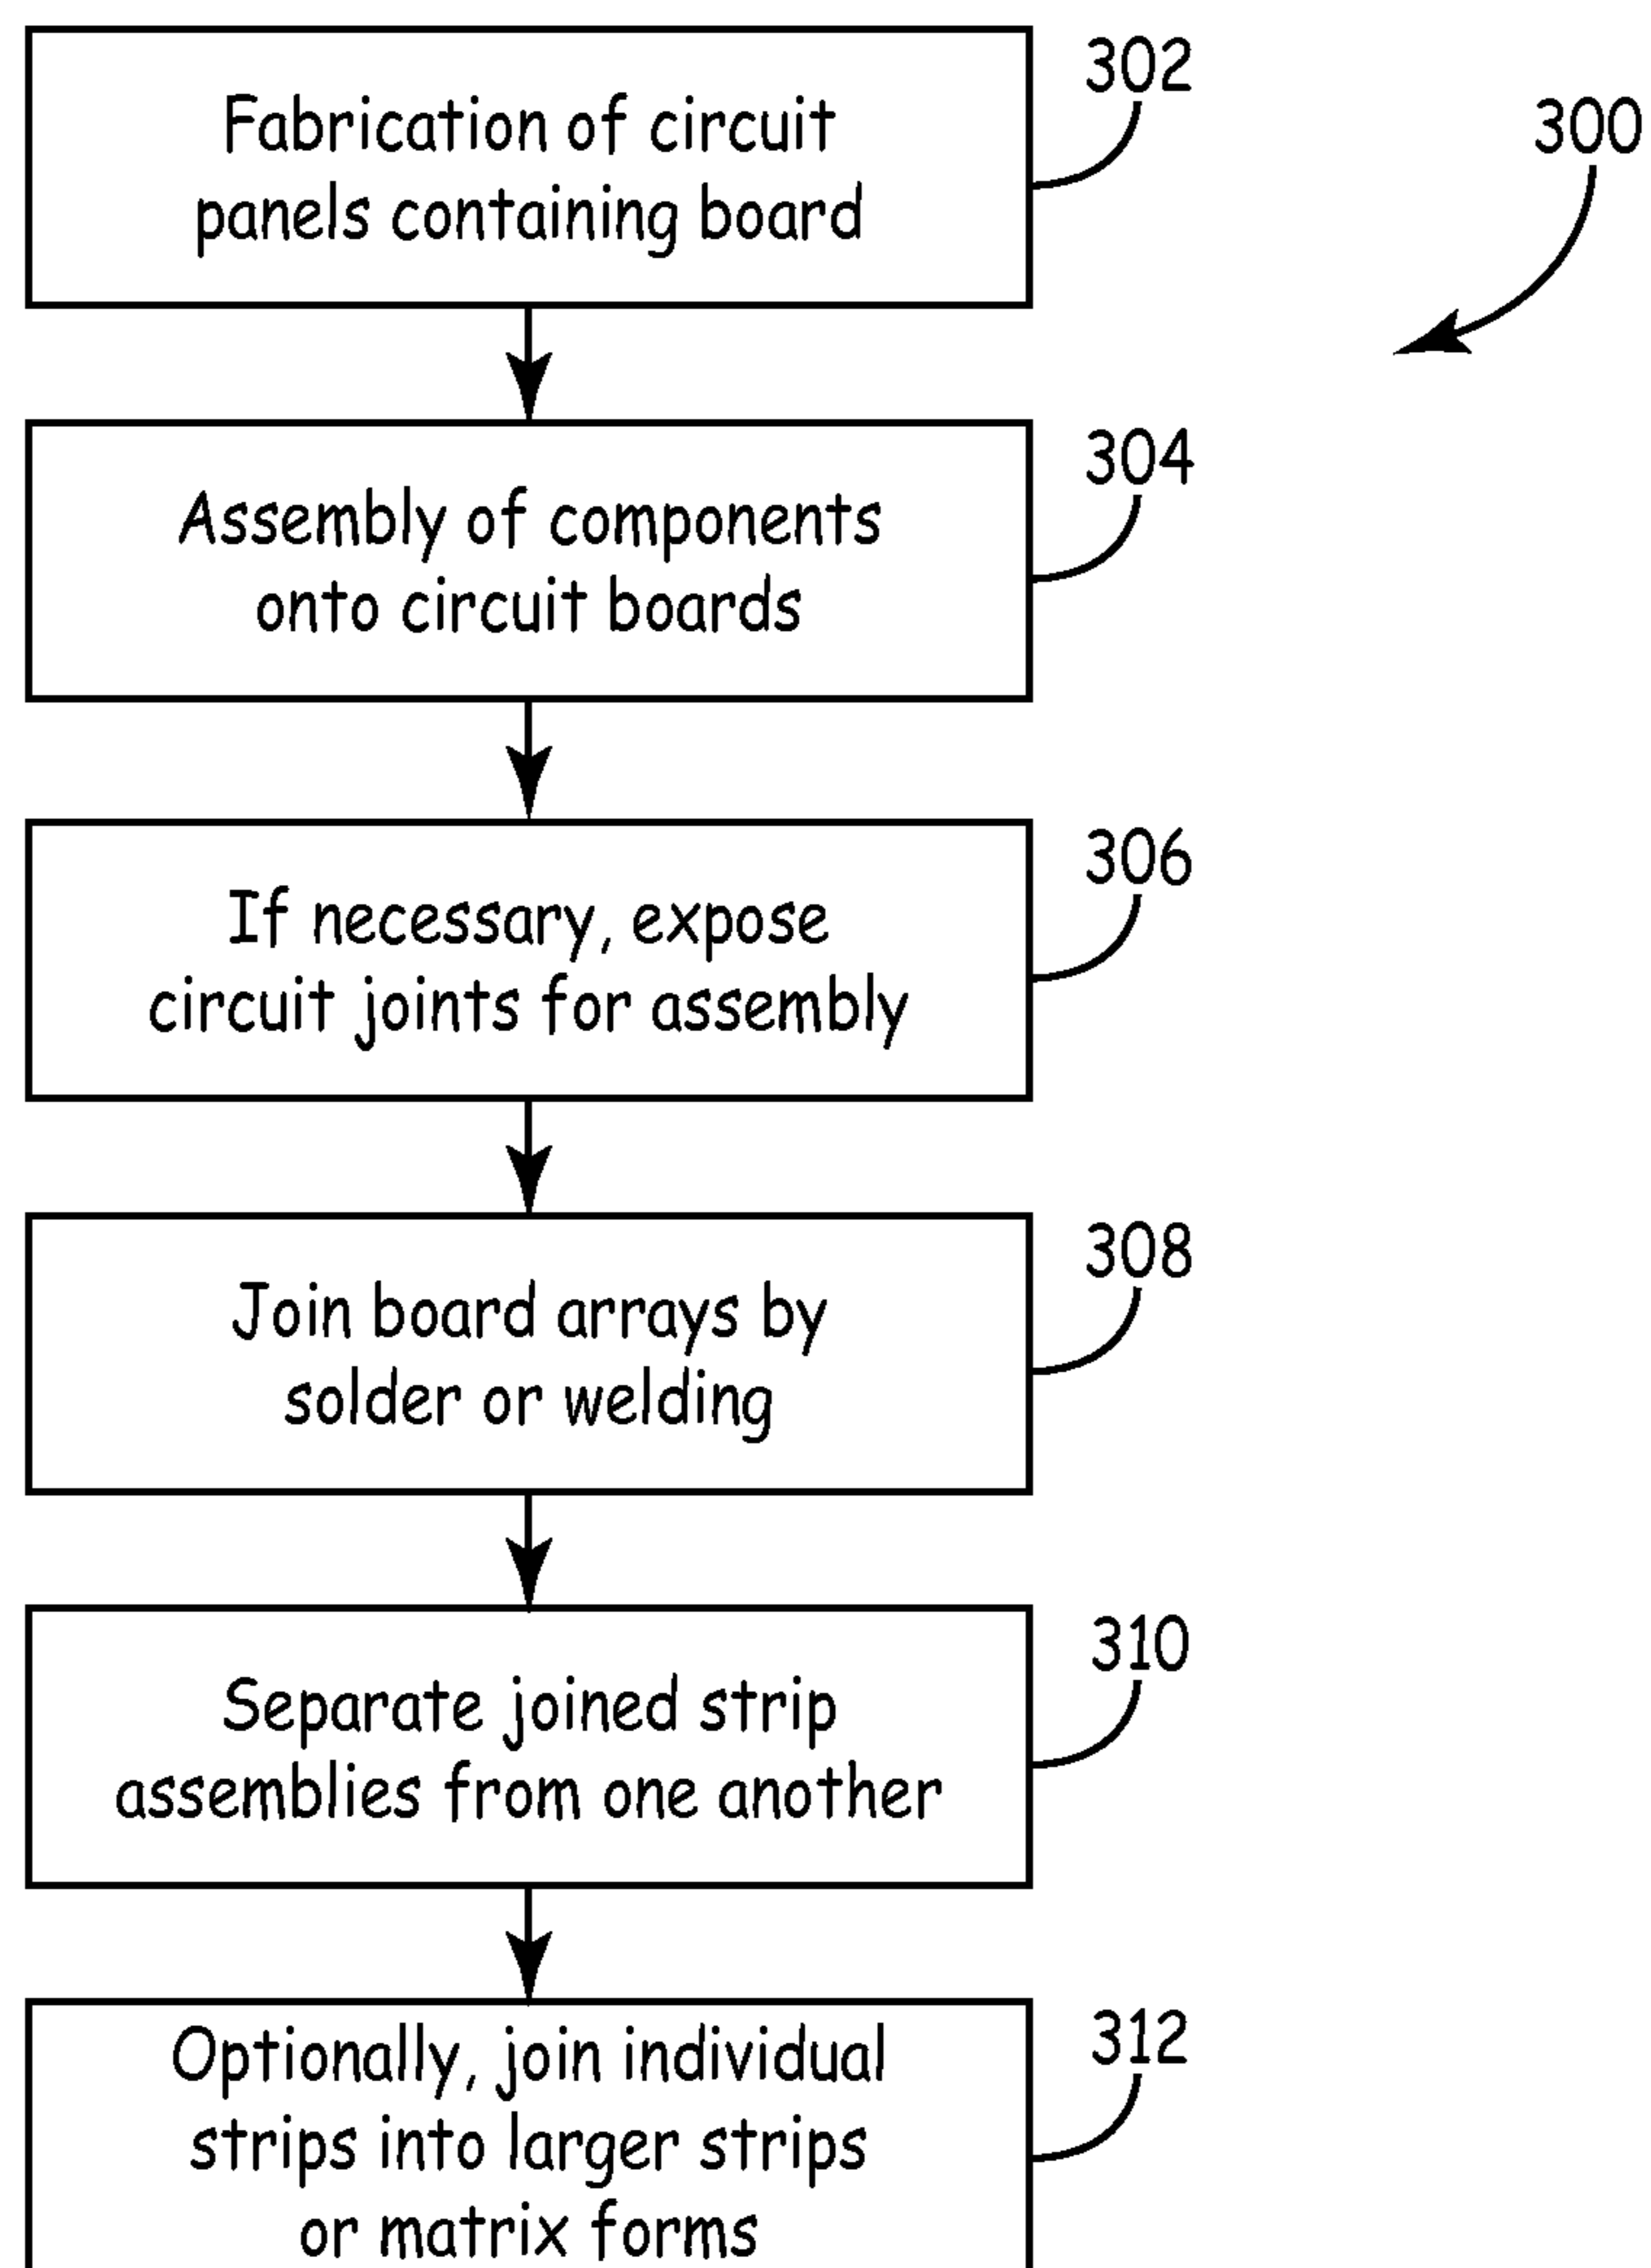 Fabrication of circuit
panels containing board
302
300
Assembly of components
onto circuit boards
304
If necessary, expose
circuit joints for assembly
306
Join board arrays by
solder or welding
308
Separate joined strip
assemblies from one another
310
Optionally, join individual
strips into larger strips
or matrix forms
312